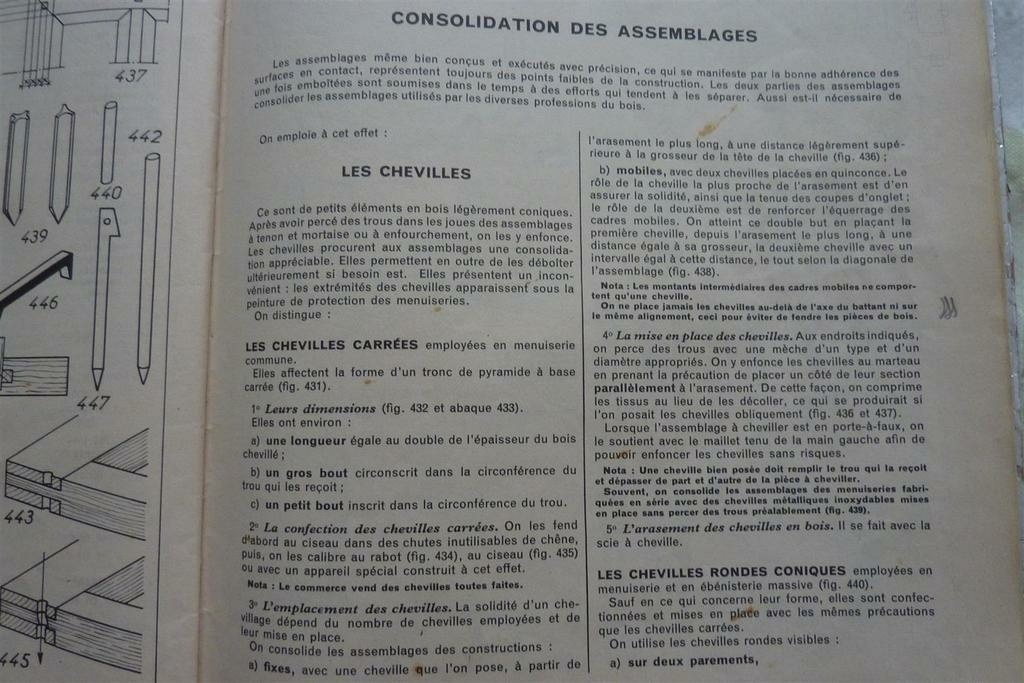 437
442
440
439
446
447
443
445
CONSOLIDATION DES ASSEMBLAGES
Les assemblages même bien conçus et exécutés avec précision, ce qui se manifeste par la bonne adhérence des
surfaces en contact, représentent toujours des points faibles de la construction. Les deux parties des assemblages
une fois emboîtées sont soumises dans le temps à des efforts qui tendent à les séparer. Aussi est-il nécessaire de
consolider les assemblages utilisés par les diverses professions du bois.
On emploie à cet effet :
LES CHEVILLES
Ce sont de petits éléments en bois légèrement coniques.
Après avoir percé des trous dans les joues des assemblages
à tenon et mortaise ou à enfourchement, on les y enfonce.
Les chevilles procurent aux assemblages une consolida-
tion appréciable. Elles permettent en outre de les déboîter
ultérieurement si besoin est. Elles présentent un incon-
vénient : les extrémités des chevilles apparaissent sous la
peinture de protection des menuiseries.
On distingue :
LES CHEVILLES CARRÉES employées en menuiserie
commune.
Elles affectent la forme d'un tronc de pyramide à base
carrée (fig. 431).
1º Leurs dimensions (fig. 432 et abaque 433).
Elles ont environ :
a) une longueur égale au double de l'épaisseur du bois
chevillé ;
b) un gros bout circonscrit dans la circonférence du
trou qui les reçoit ;
c) un petit bout inscrit dans la circonférence du trou.
2º La confection des chevilles carrées. On les fend
d'abord au ciseau dans des chutes inutilisables de chêne,
puis, on les calibre au rabot (fig. 434), au ciseau (fig. 435)
ou avec un appareil spécial construit à cet effet.
Nota : Le commerce vend des chevilles toutes faites.
3º L'emplacement des chevilles. La solidité d'un che-
village dépend du nombre de chevilles employées et de
leur mise en place.
On consolide les assemblages des constructions :
a) fixes, avec une cheville que l'on pose, à partir de
l'arasement le plus long, à une distance légèrement supé-
rieure à la grosseur de la tête de la cheville (fig. 436) ;
b) mobiles, avec deux chevilles placées en quinconce. Le
rôle de la cheville la plus proche de l'arasement est d'en
assurer la solidité, ainsi que la tenue des coupes d'onglet ;
le rôle de la deuxième est de renforcer l'équerrage des
cadres mobiles. On atteint ce double but en plaçant la
première cheville, depuis l'arasement le plus long, à une
distance égale à sa grosseur, la deuxième cheville avec un
intervalle égal à cette distance, le tout selon la diagonale de
l'assemblage (fig. 438).
Nota : Les montants intermédiaires des cadres mobiles ne compor-
tent qu'une cheville.
On ne place jamais les chevilles au-delà de l'axe du battant ni sur
le même alignement, ceci pour éviter de fendre les pièces de bois.
4º La mise en place des chevilles. Aux endroits indiqués,
on perce des trous avec une mèche d'un type et d'un
diamètre appropriés. On y enfonce les chevilles au marteau
en prenant la précaution de placer un côté de leur section
parallèlement à l'arasement. De cette façon, on comprime
les tissus au lieu de les décoller, ce qui se produirait si
l'on posait les chevilles obliquement (fig. 436 et 437).
Lorsque l'assemblage à cheviller est en porte-à-faux, on
le soutient avec le maillet tenu de la main gauche afin de
pouvoir enfoncer les chevilles sans risques.
Nota : Une cheville bien posée doit remplir le trou qui la reçoit
et dépasser de part et d'autre de la pièce à cheviller.
Souvent, on consolide les assemblages des menuiseries fabri-
quées en série avec des chevilles métalliques inoxydables mises
en place sans percer des trous préalablement (fig. 439).
5º L'arasement des chevilles en bois. Il se fait avec la
scie à cheville.
LES CHEVILLES RONDES CONIQUES employées en
menuiserie et en ébénisterie massive (fig. 440).
Sauf en ce qui concerne leur forme, elles sont confec-
tionnées et mises en place avec les mêmes précautions
que les chevilles carrées.
On utilise les chevilles rondes visibles :
a) sur deux parements,